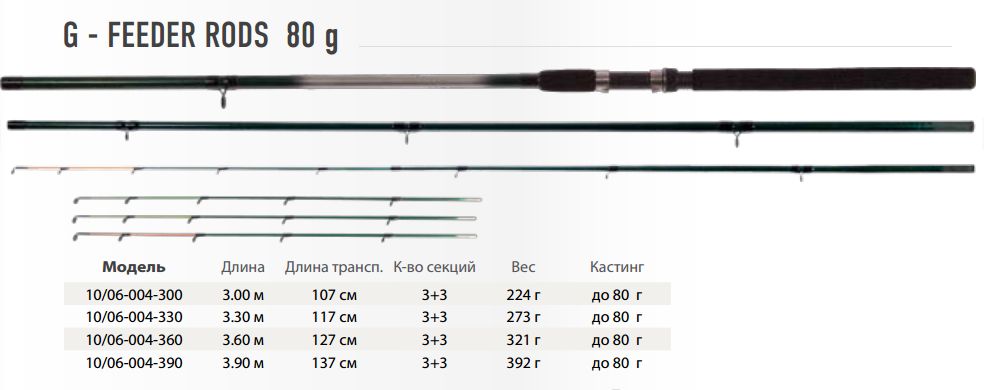 G - FEEDER RODS 80 g
Модель Длина Длина трансп. К-во секций Вес Кастинг
10/06-004-300 3.00 м 107 см 3+3 224 г до 80 г
10/06-004-330 3.30 м 117 см 3+3 273 г до 80 г
10/06-004-360 3.60 м 127 см 3+3 321 г до 80 г
10/06-004-390 3.90 м 137 см 3+3 392 г до 80 г